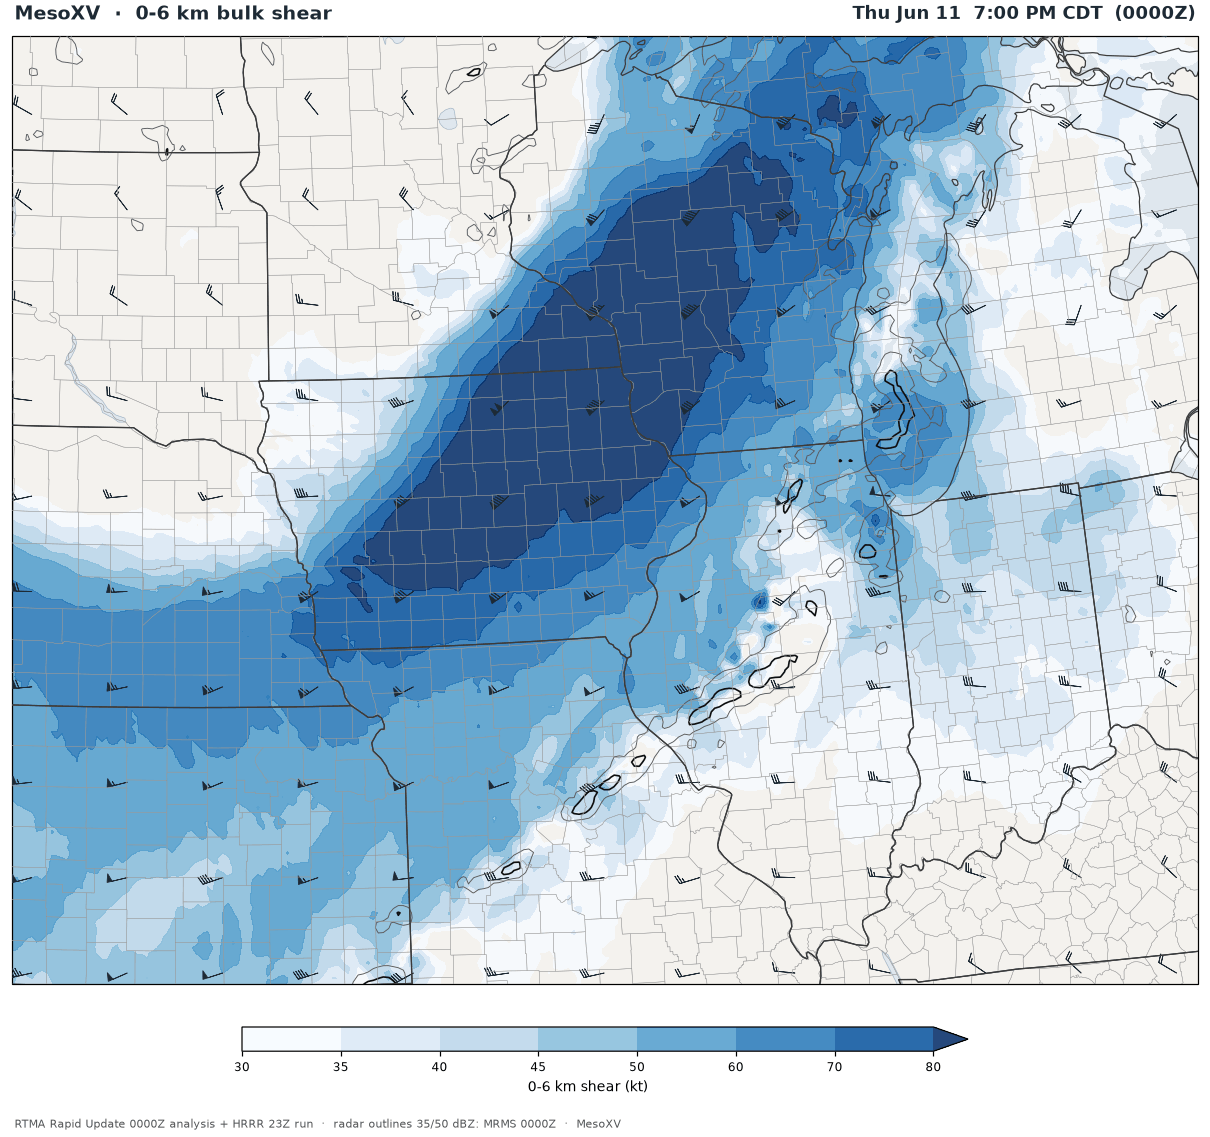 MesoXV · 0-6 km bulk shear
Thu Jun 11 7:00 PM CDT (0000Z)
30 35 40 45 50 60 70 80
0-6 km shear (kt)
RTMA Rapid Update 0000Z analysis + HRRR 23Z run · radar outlines 35/50 dBZ: MRMS 0000Z · MesoXV